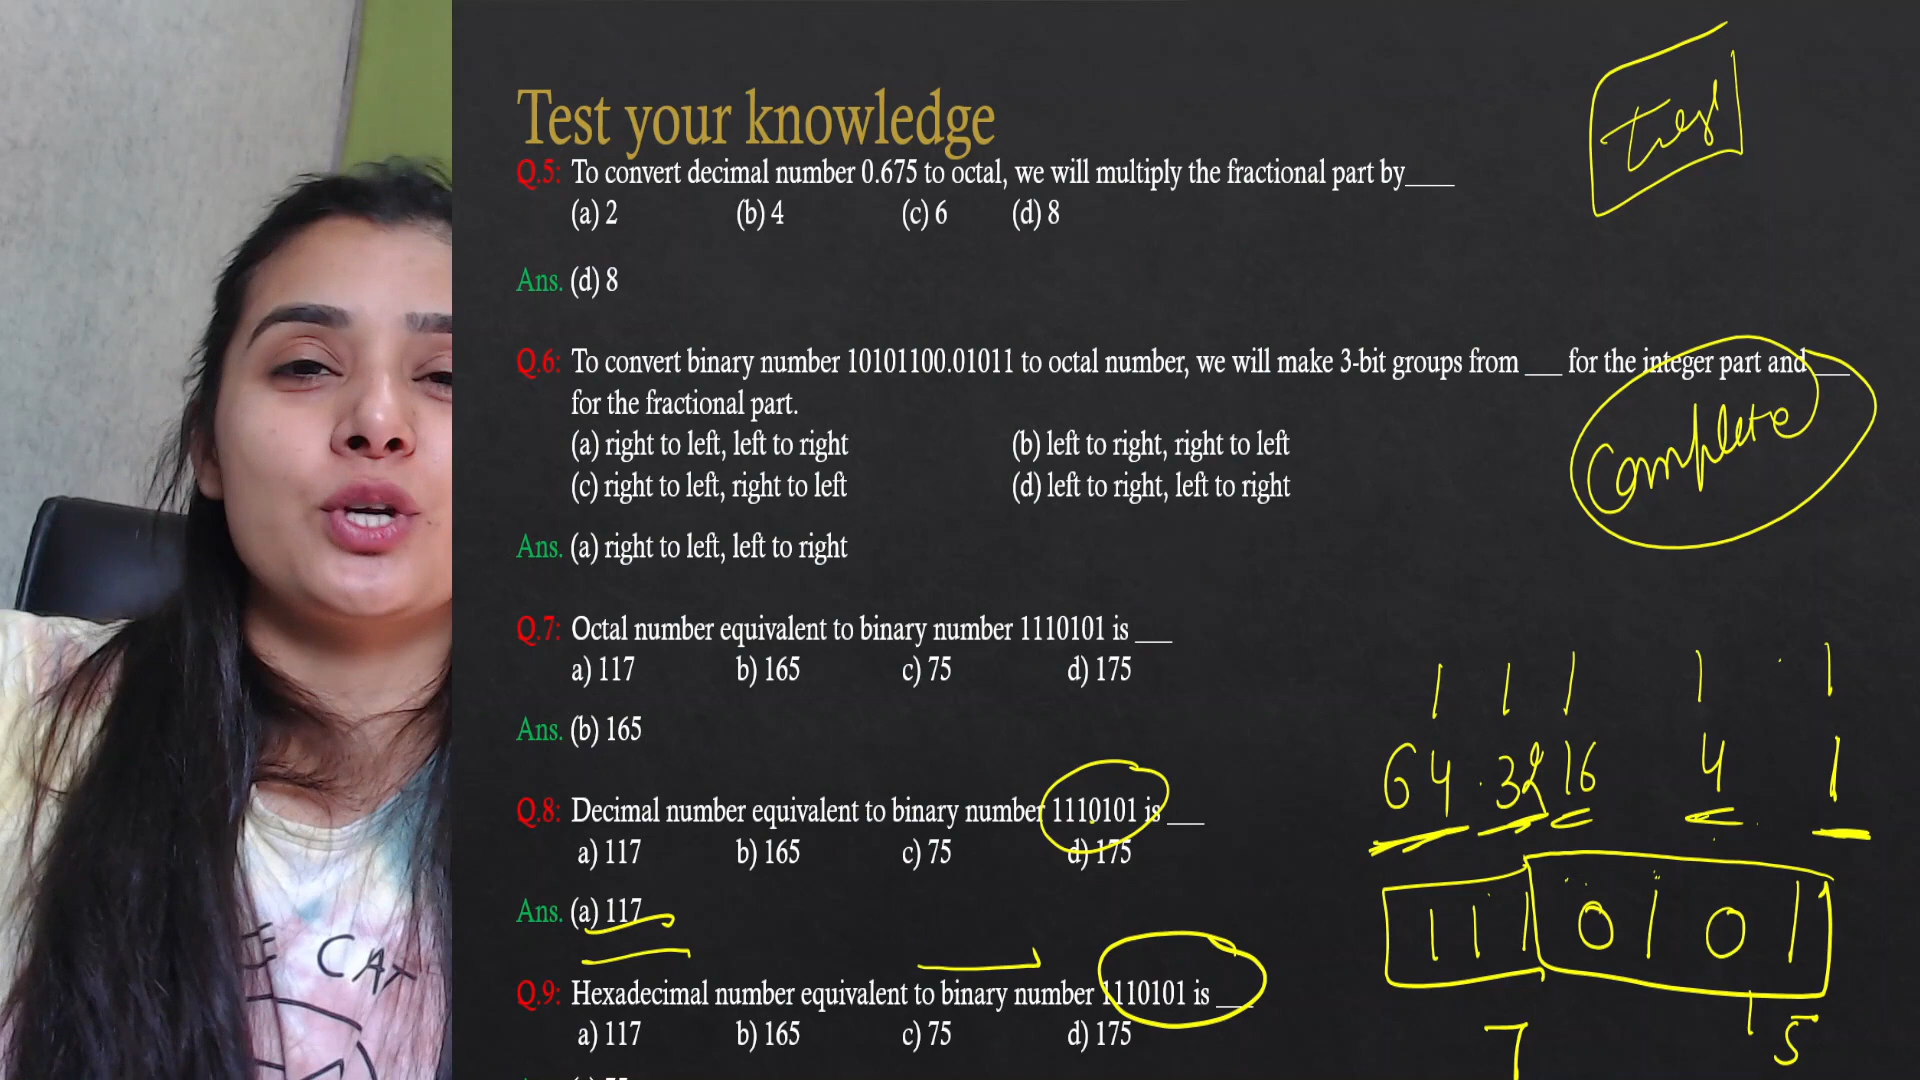 Test your knowledge
Q.5: To convert decimal number 0.675 to octal, we will multiply the fractional part by____
(a) 2 (b) 4 (c) 6 (d) 8
Ans. (d) 8
Q.6: To convert binary number 10101100.01011 to octal number, we will make 3-bit groups from ___ for the integer part and ___
for the fractional part.
(a) right to left, left to right (b) left to right, right to left
(c) right to left, right to left (d) left to right, left to right
Complete
Ans. (a) right to left, left to right
Q.7: Octal number equivalent to binary number 1110101 is ___
a) 117 b) 165 c) 75 d) 175
Ans. (b) 165
1 1 1 1 1
64 32 16 4 1
Q.8: Decimal number equivalent to binary number 1110101 is ___
a) 117 b) 165 c) 75 d) 175
Ans. (a) 117
1 1 1 0 1 0 1
Q.9: Hexadecimal number equivalent to binary number 1110101 is ___
a) 117 b) 165 c) 75 d) 175
7 5
CAT